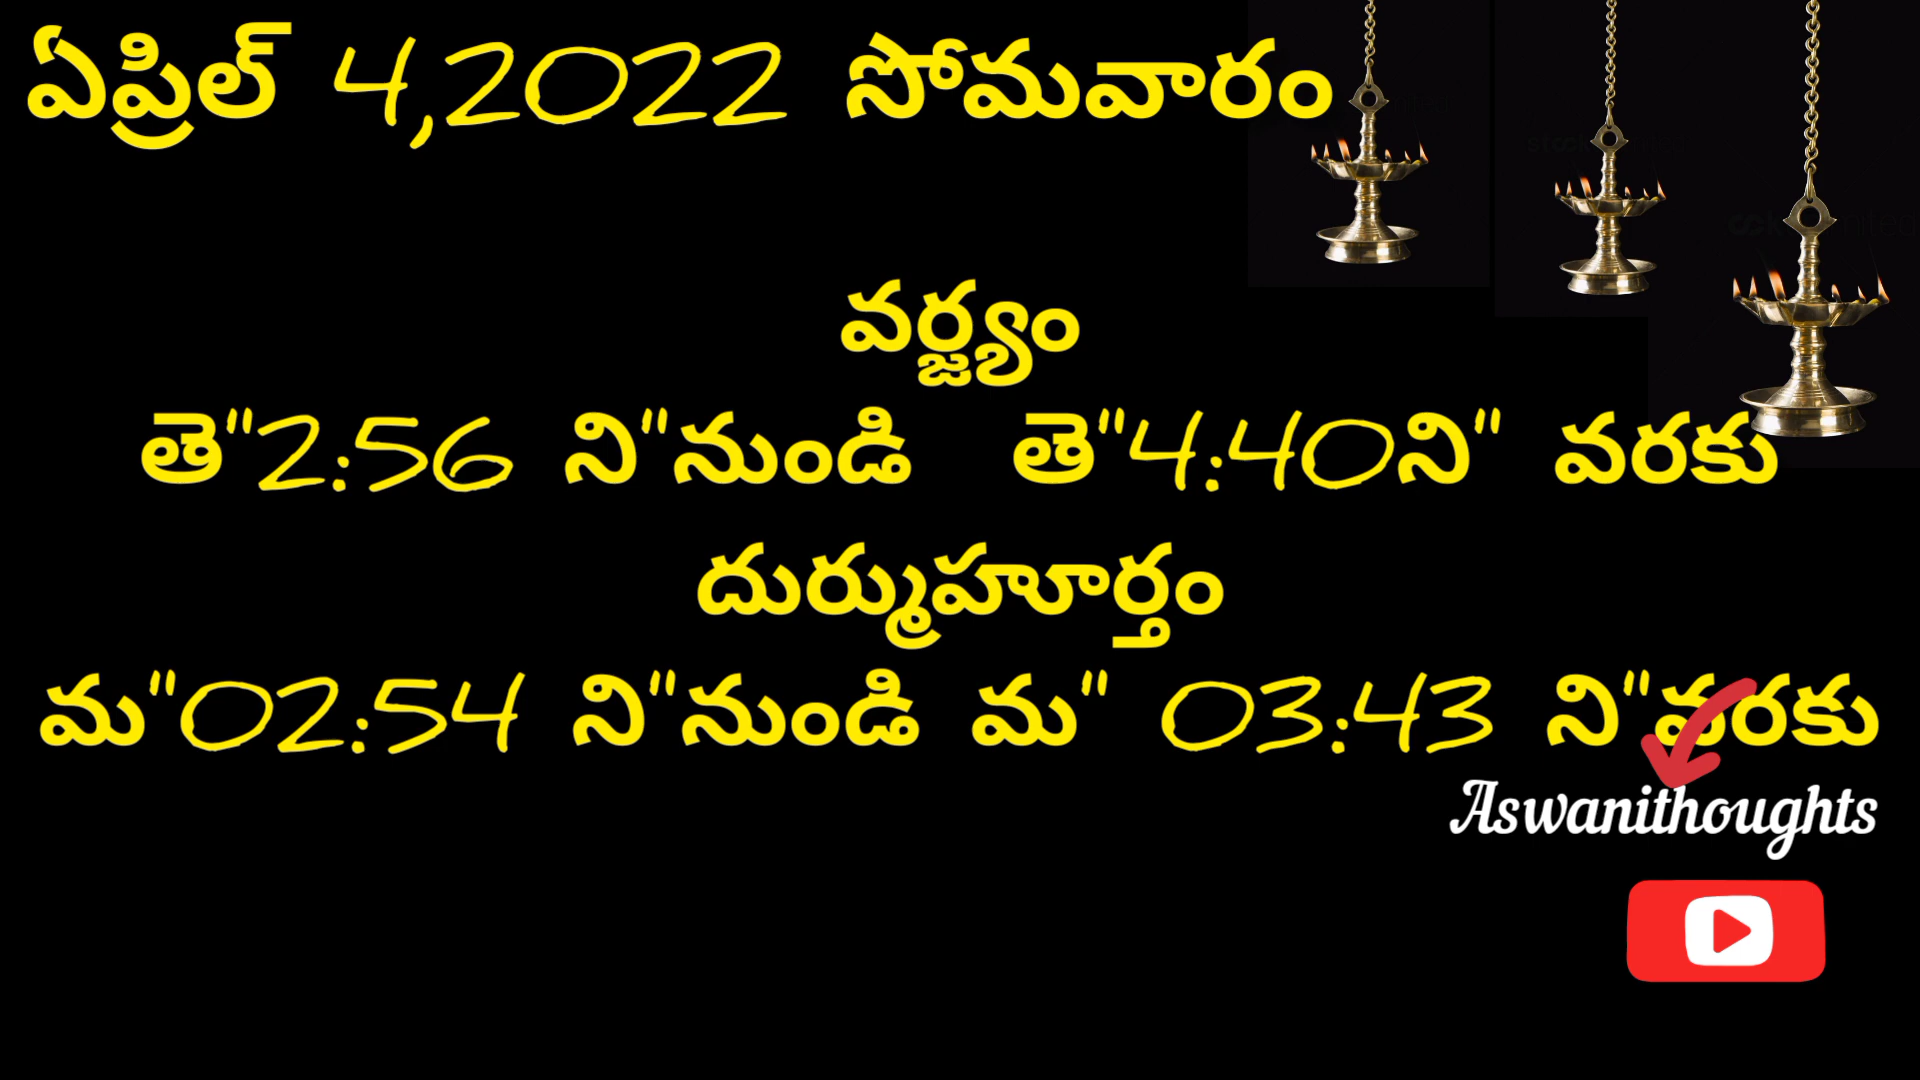 ఏప్రిల్ 4,2022 సోమవారం
వర్జ్యం
తె"2:56 ని"నుండి తె"4:40ని" వరకు
దుర్ముహూర్తం
మ"02:54 ని"నుండి మ" 03:43 ని"వరకు
Aswanithoughts